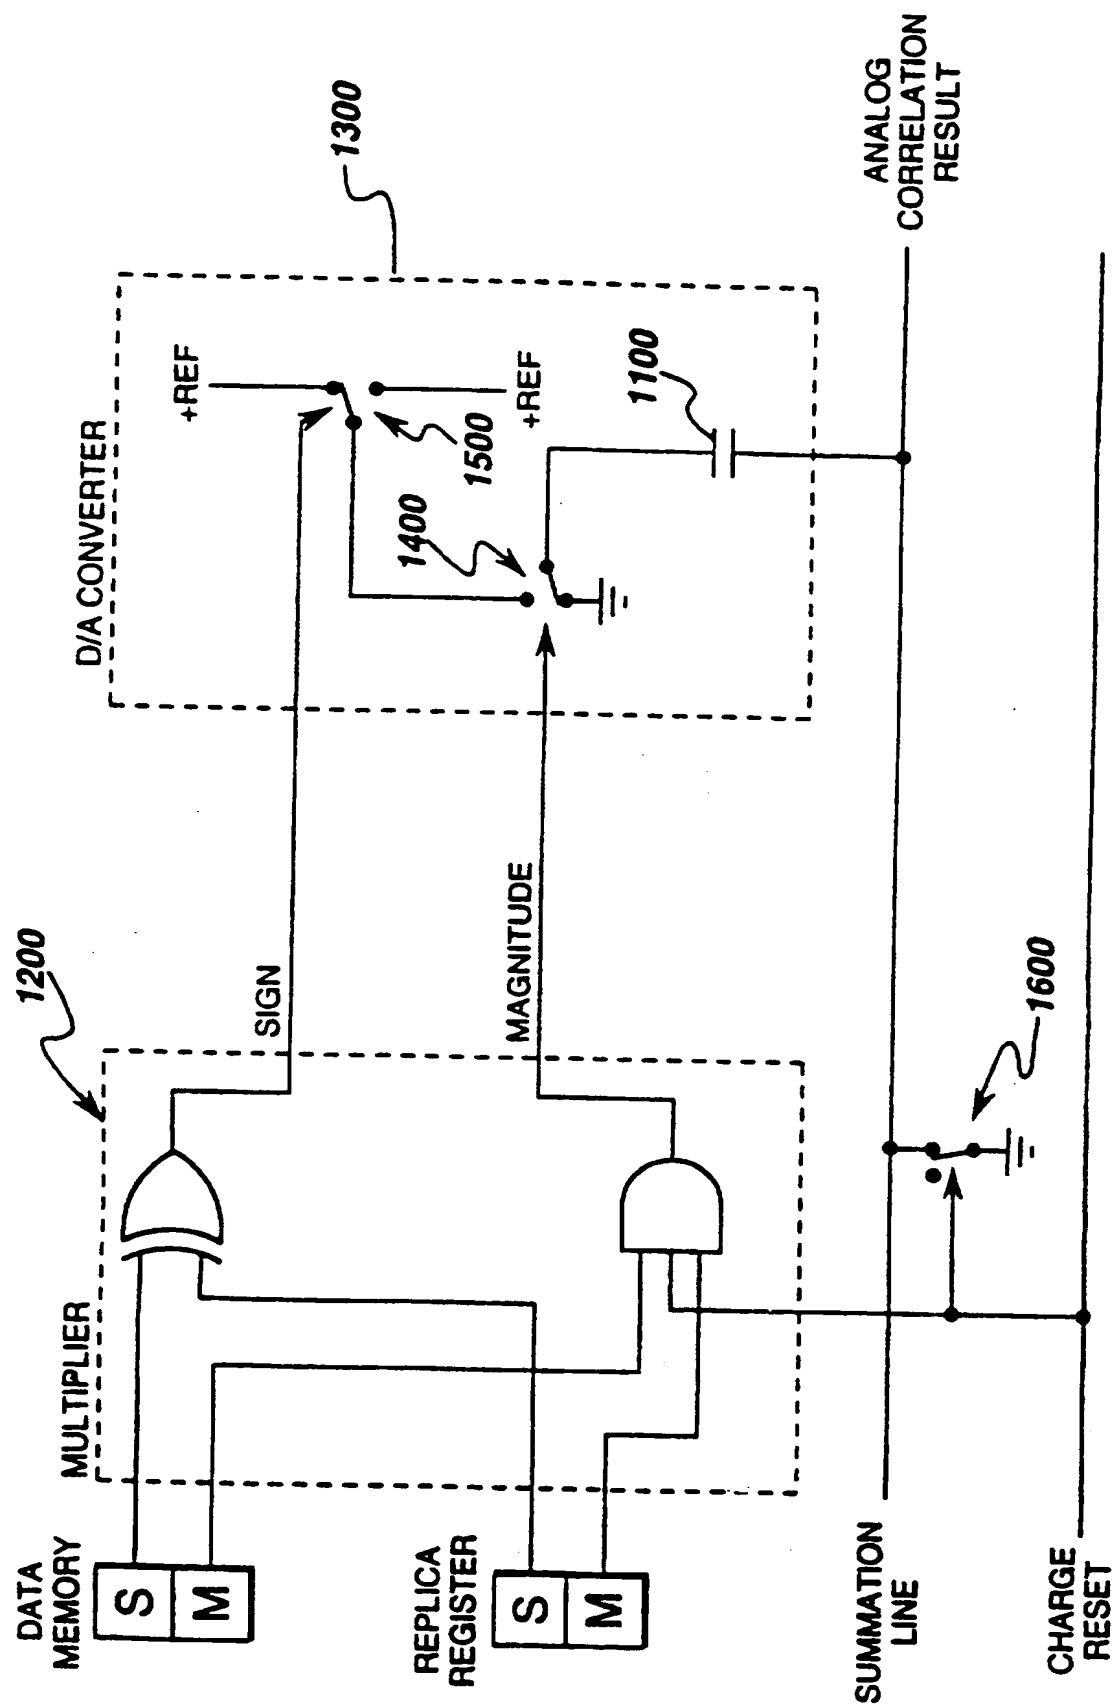 DATA
MEMORY
S
M
REPLICA
REGISTER
S
M
MULTIPLIER
1200
SIGN
MAGNITUDE
D/A CONVERTER
1300
+REF
1500
+REF
1400
1100
SUMMATION
LINE
1600
ANALOG
CORRELATION
RESULT
CHARGE
RESET